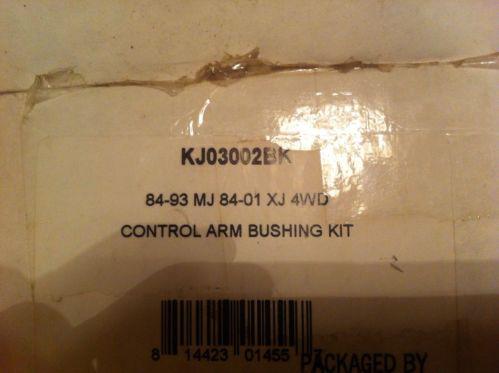 KJ03002BK
84-93 MJ 84-01 XJ 4WD
CONTROL ARM BUSHING KIT
8 14423 01455
PACKAGED BY